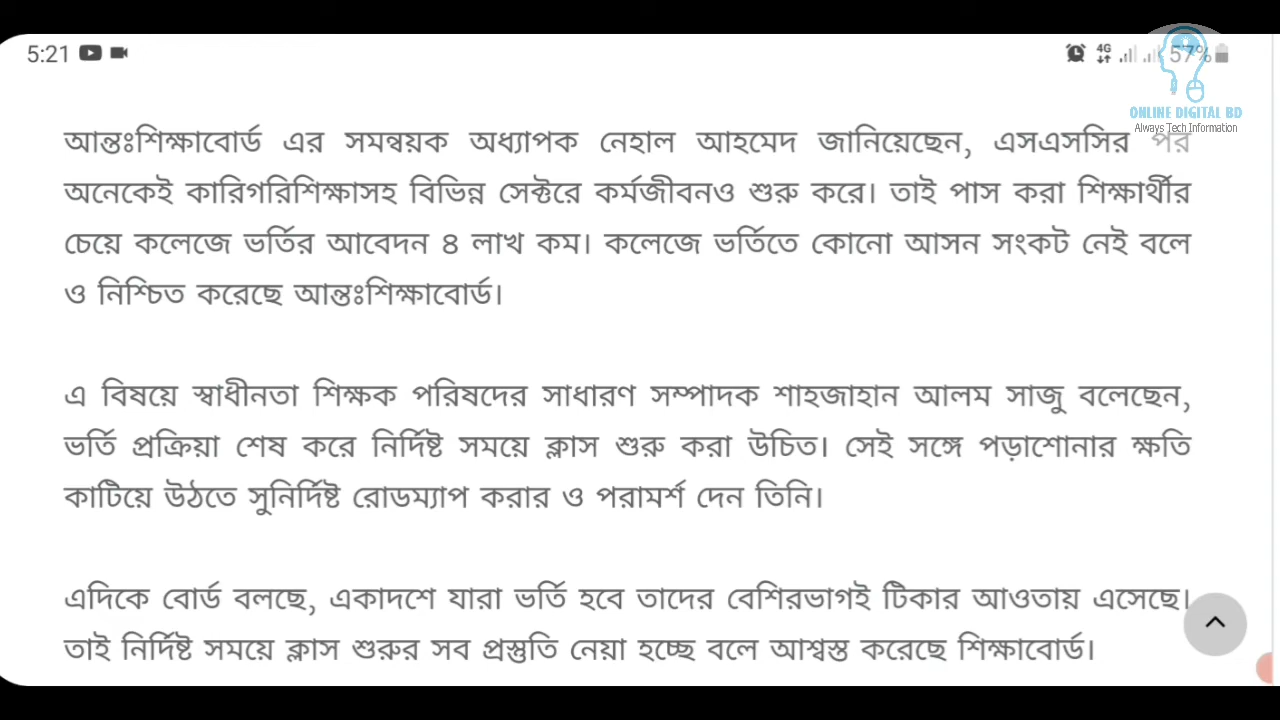 5:21
4G
57%
ONLINE DIGITAL BD
Always Tech Information
আন্তঃশিক্ষাবোর্ড এর সমন্বয়ক অধ্যাপক নেহাল আহমেদ জানিয়েছেন, এসএসসির পর
অনেকেই কারিগরিশিক্ষাসহ বিভিন্ন সেক্টরে কর্মজীবনও শুরু করে। তাই পাস করা শিক্ষার্থীর
চেয়ে কলেজে ভর্তির আবেদন ৪ লাখ কম। কলেজে ভর্তিতে কোনো আসন সংকট নেই বলে
ও নিশ্চিত করেছে আন্তঃশিক্ষাবোর্ড।
এ বিষয়ে স্বাধীনতা শিক্ষক পরিষদের সাধারণ সম্পাদক শাহজাহান আলম সাজু বলেছেন,
ভর্তি প্রক্রিয়া শেষ করে নির্দিষ্ট সময়ে ক্লাস শুরু করা উচিত। সেই সঙ্গে পড়াশোনার ক্ষতি
কাটিয়ে উঠতে সুনির্দিষ্ট রোডম্যাপ করার ও পরামর্শ দেন তিনি।
এদিকে বোর্ড বলছে, একাদশে যারা ভর্তি হবে তাদের বেশিরভাগই টিকার আওতায় এসেছে।
তাই নির্দিষ্ট সময়ে ক্লাস শুরুর সব প্রস্তুতি নেয়া হচ্ছে বলে আশ্বস্ত করেছে শিক্ষাবোর্ড।